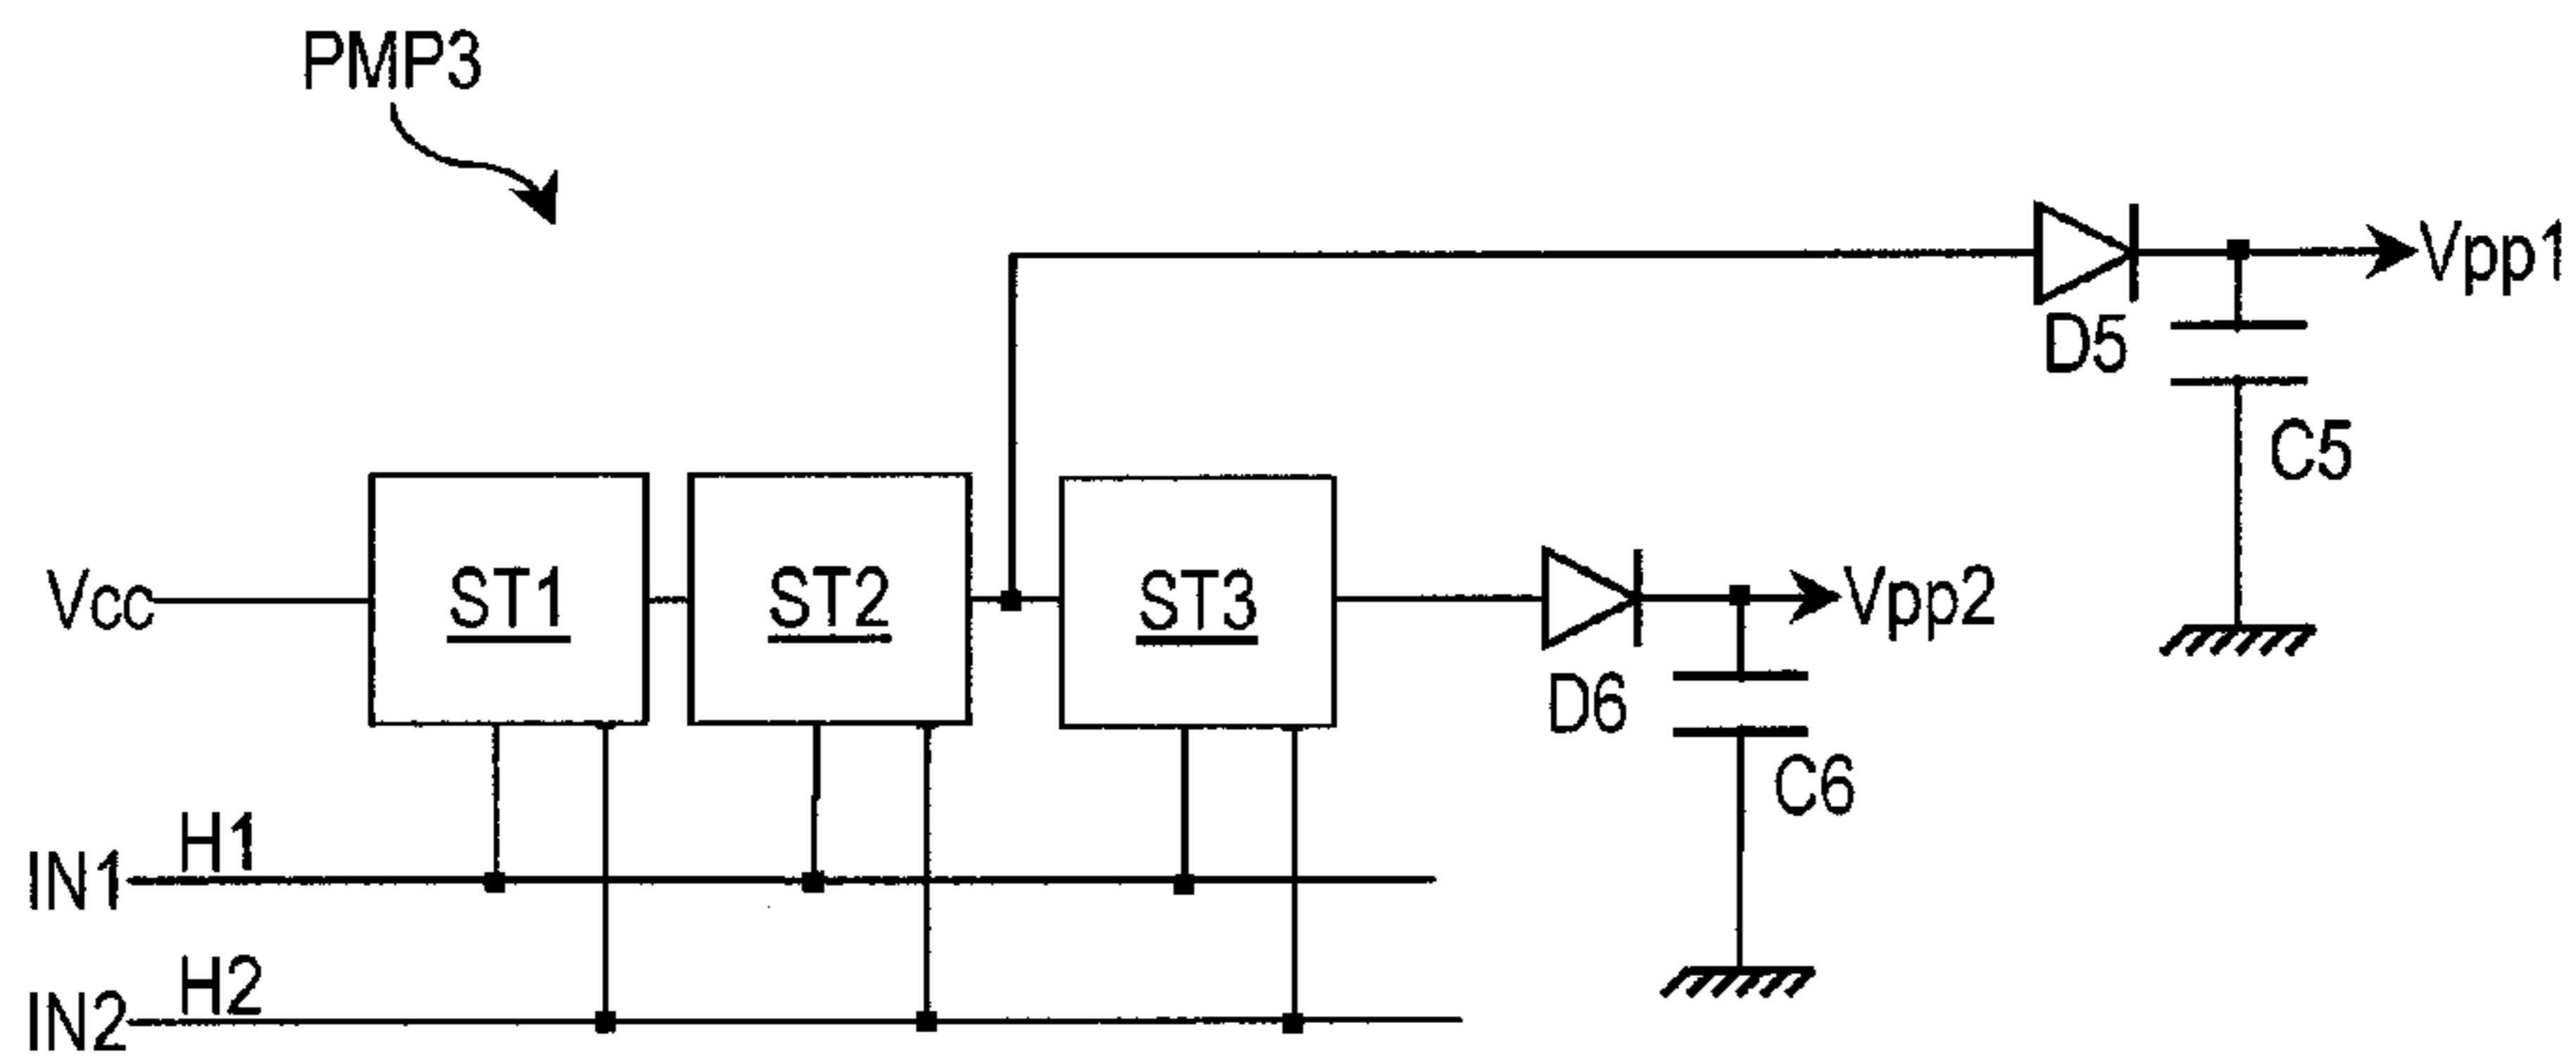 PMP3
Vpp1
D5
C5
Vcc
ST1
ST2
ST3
Vpp2
D6
C6
H1
IN1
H2
IN2